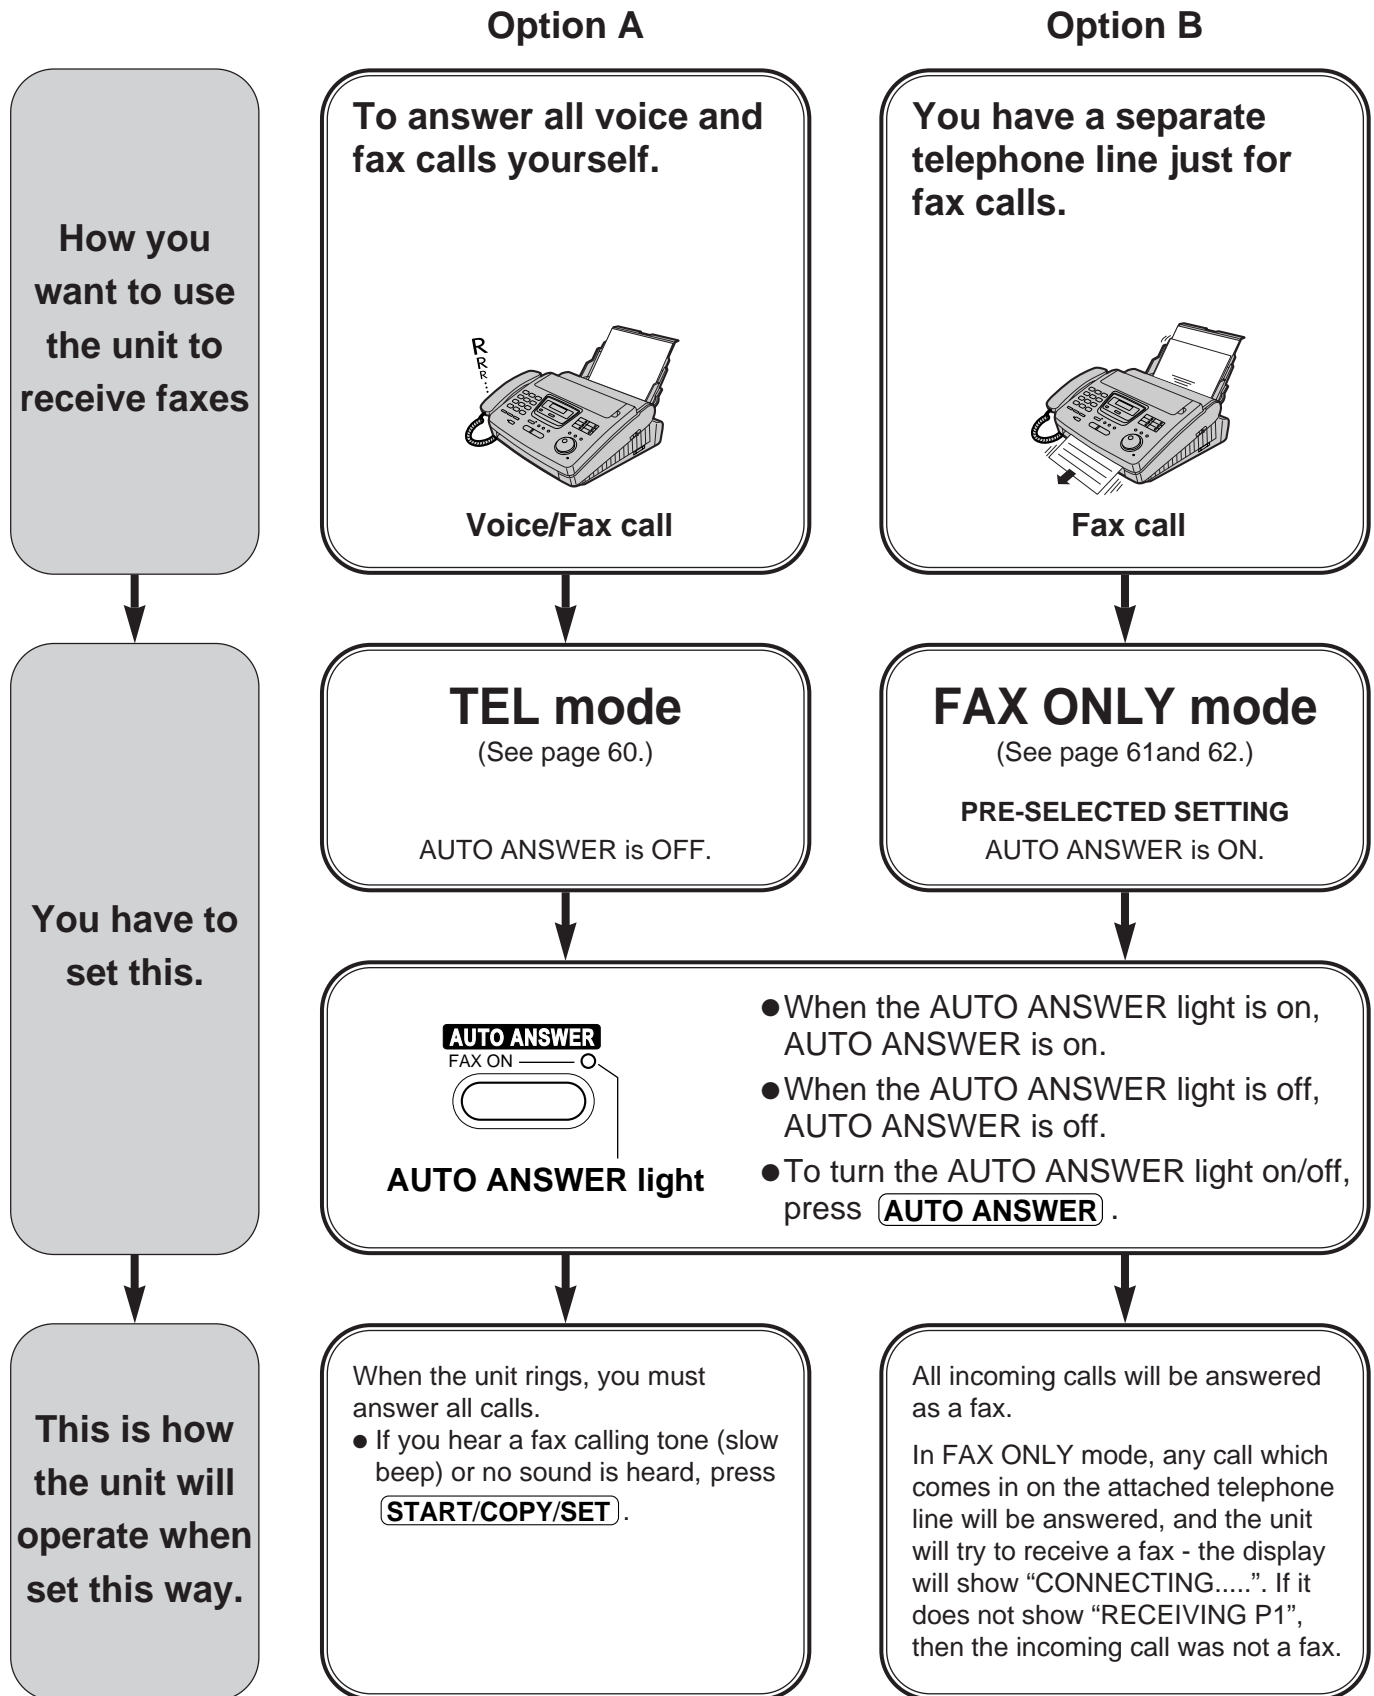 Option A
Option B
How you
want to use
the unit to
receive faxes
To answer all voice and
fax calls yourself.
R
R
R
Voice/Fax call
You have a separate
telephone line just for
fax calls.
Fax call
You have to
set this.
TEL mode
(See page 60.)
AUTO ANSWER is OFF.
FAX ONLY mode
(See page 61and 62.)
PRE-SELECTED SETTING
AUTO ANSWER is ON.
AUTO ANSWER
FAX ON
AUTO ANSWER light
●When the AUTO ANSWER light is on,
AUTO ANSWER is on.
●When the AUTO ANSWER light is off,
AUTO ANSWER is off.
●To turn the AUTO ANSWER light on/off,
press AUTO ANSWER .
This is how
the unit will
operate when
set this way.
When the unit rings, you must
answer all calls.
● If you hear a fax calling tone (slow
beep) or no sound is heard, press
START/COPY/SET .
All incoming calls will be answered
as a fax.
In FAX ONLY mode, any call which
comes in on the attached telephone
line will be answered, and the unit
will try to receive a fax - the display
will show “CONNECTING.....”. If it
does not show “RECEIVING P1”,
then the incoming call was not a fax.